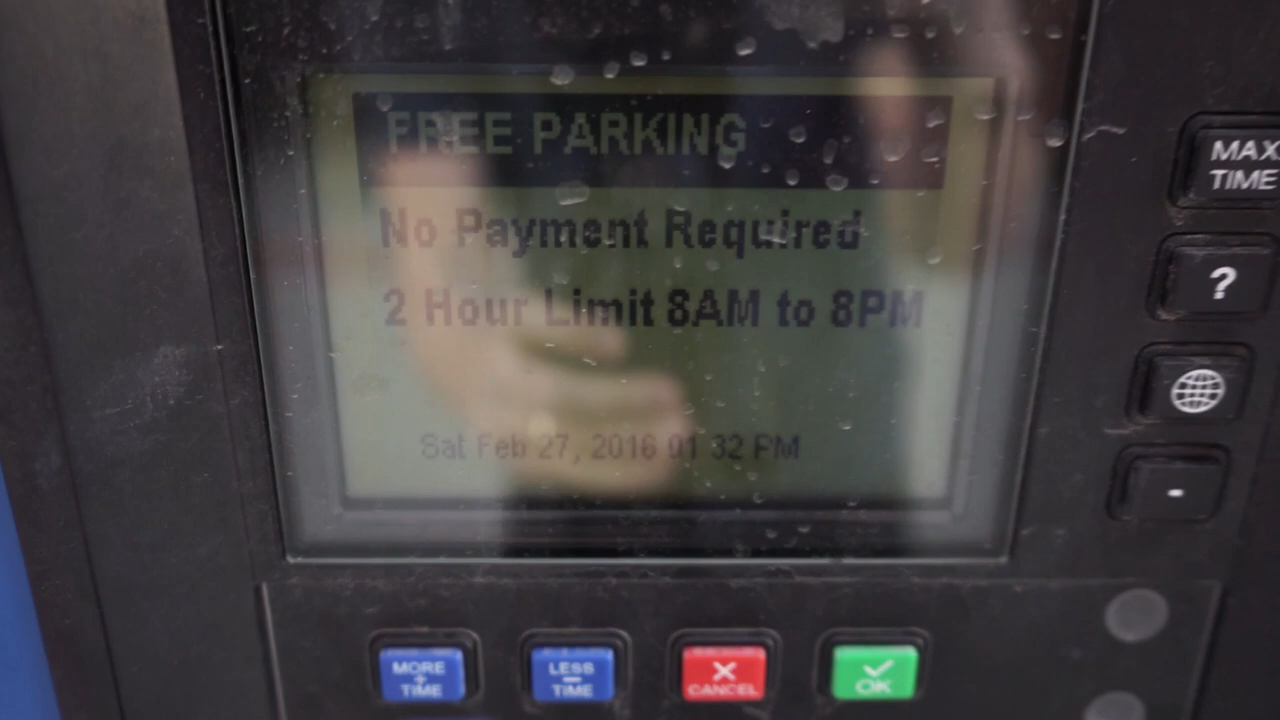 FREE PARKING
No Payment Required
2 Hour Limit 8AM to 8PM
Sat Feb 27, 2016 01 32 PM
MAX
TIME
?
-
MORE
+
TIME
LESS
-
TIME
CANCEL
OK